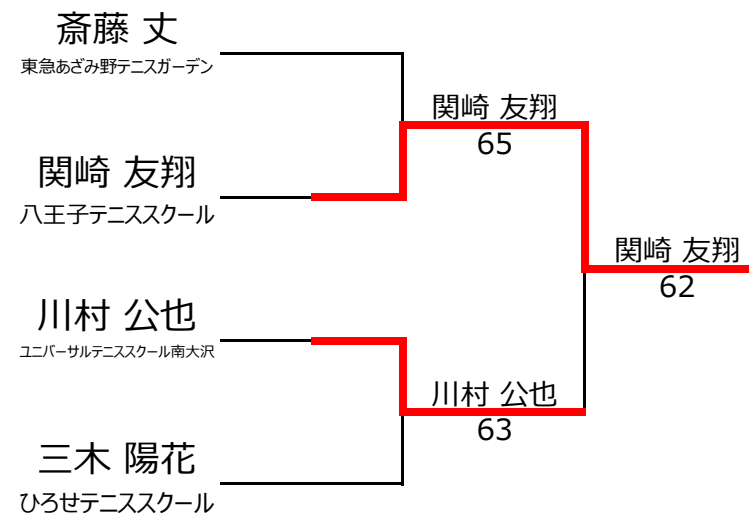 斎藤 丈
東急あざみ野テニスガーデン
関崎 友翔
65
関崎 友翔
八王子テニススクール
関崎 友翔
62
川村 公也
ユニバーサルテニススクール南大沢
川村 公也
63
三木 陽花
ひろせテニススクール